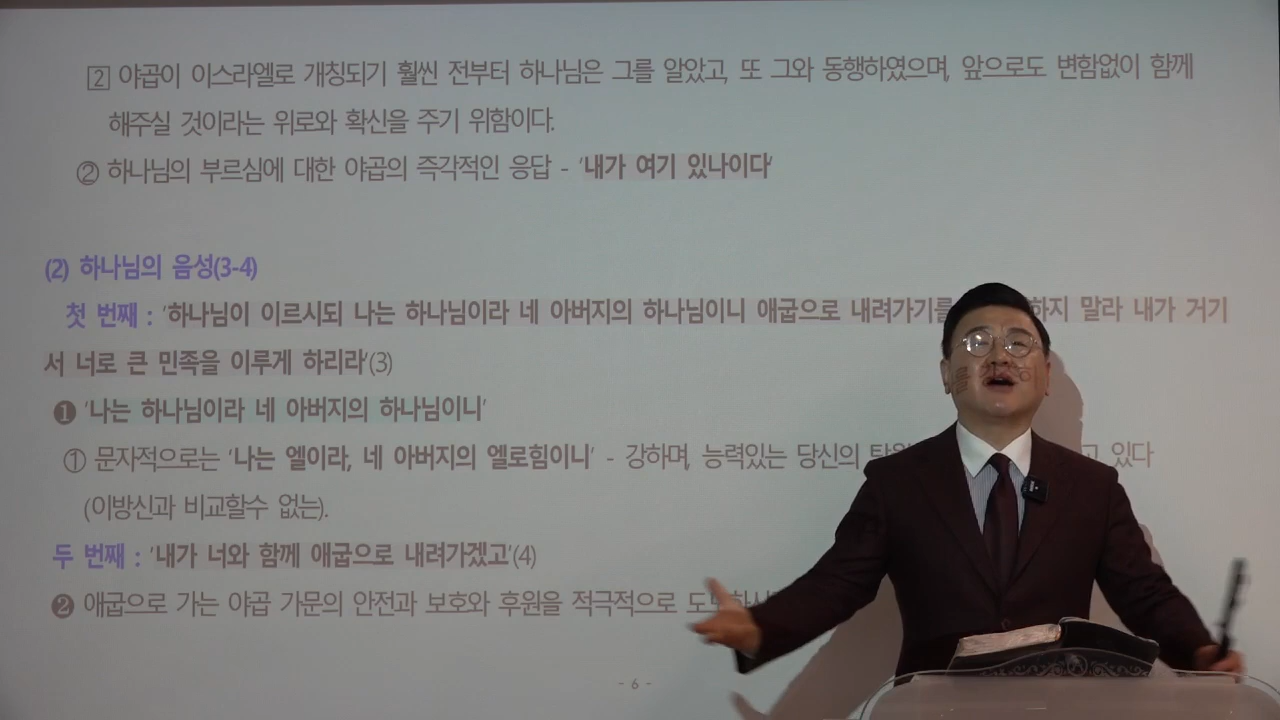 2 야곱이 이스라엘로 개칭되기 훨씬 전부터 하나님은 그를 알았고, 또 그와 동행하였으며, 앞으로도 변함없이 함께
해주실 것이라는 위로와 확신을 주기 위함이다.
② 하나님의 부르심에 대한 야곱의 즉각적인 응답 - '내가 여기 있나이다'
(2) 하나님의 음성(3-4)
첫 번째 : '하나님이 이르시되 나는 하나님이라 네 아버지의 하나님이니 애굽으로 내려가기를 하지 말라 내가 거기
서 너로 큰 민족을 이루게 하리라'(3)
❶ '나는 하나님이라 네 아버지의 하나님이니'
① 문자적으로는 '나는 엘이라, 네 아버지의 엘로힘이니' - 강하며, 능력있는 당신의 있다
(이방신과 비교할수 없는).
두 번째 : '내가 너와 함께 애굽으로 내려가겠고'(4)
❷ 애굽으로 가는 야곱 가문의 안전과 보호와 후원을 적극적으로
- 6 -